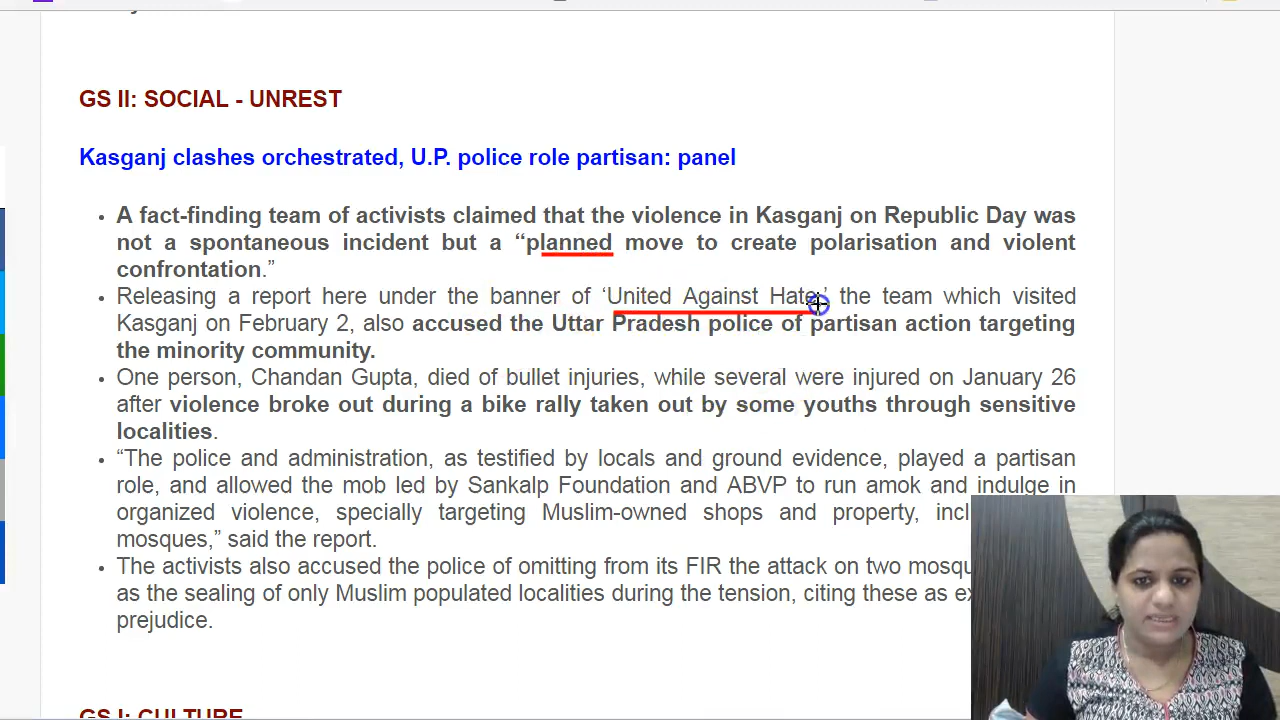 GS II: SOCIAL - UNREST
Kasganj clashes orchestrated, U.P. police role partisan: panel
• A fact-finding team of activists claimed that the violence in Kasganj on Republic Day was
not a spontaneous incident but a “planned move to create polarisation and violent
confrontation.”
• Releasing a report here under the banner of ‘United Against Hate,’ the team which visited
Kasganj on February 2, also accused the Uttar Pradesh police of partisan action targeting
the minority community.
• One person, Chandan Gupta, died of bullet injuries, while several were injured on January 26
after violence broke out during a bike rally taken out by some youths through sensitive
localities.
• “The police and administration, as testified by locals and ground evidence, played a partisan
role, and allowed the mob led by Sankalp Foundation and ABVP to run amok and indulge in
organized violence, specially targeting Muslim-owned shops and property,
mosques,” said the report.
• The activists also accused the police of omitting from its FIR the attack on two
as the sealing of only Muslim populated localities during the tension, citing these as
prejudice.
GS I: CULTURE